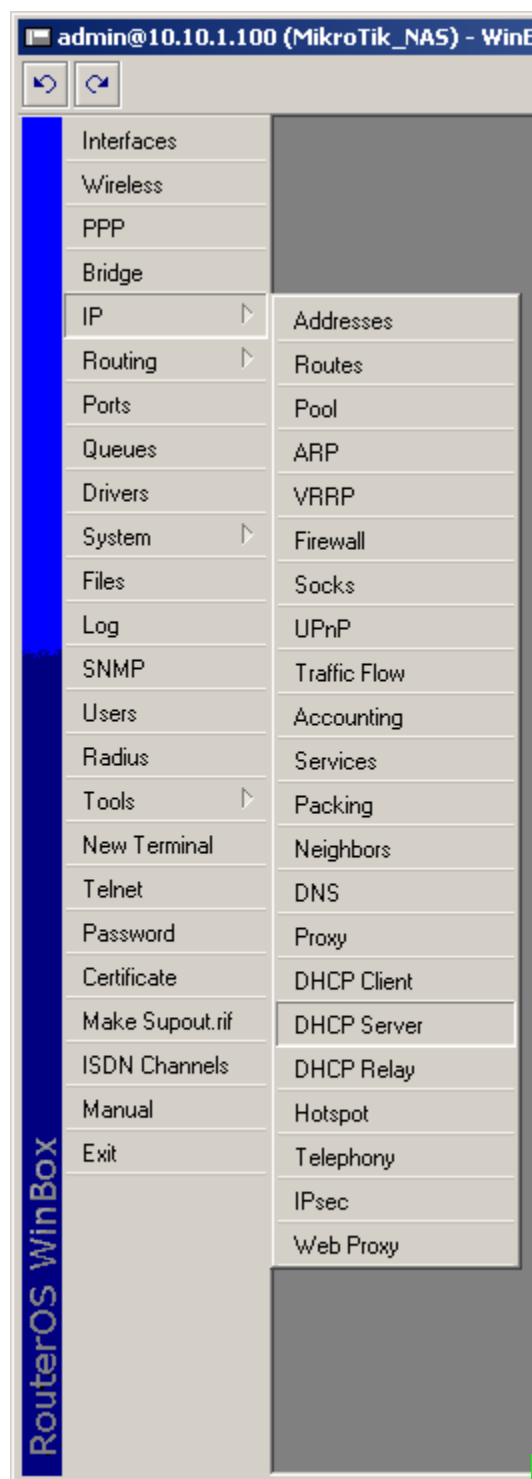 admin@10.10.1.100 (MikroTik_NAS) - Win
Interfaces
Wireless
PPP
Bridge
IP
Routing
Ports
Queues
Drivers
System
Files
Log
SNMP
Users
Radius
Tools
New Terminal
Telnet
Password
Certificate
Make Supout.rif
ISDN Channels
Manual
Exit
Addresses
Routes
Pool
ARP
VRRP
Firewall
Socks
UPnP
Traffic Flow
Accounting
Services
Packing
Neighbors
DNS
Proxy
DHCP Client
DHCP Server
DHCP Relay
Hotspot
Telephony
IPsec
Web Proxy
RouterOS WinBox